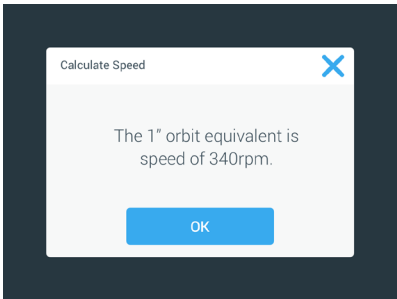 Calculate Speed
The 1” orbit equivalent is
speed of 340rpm.
OK